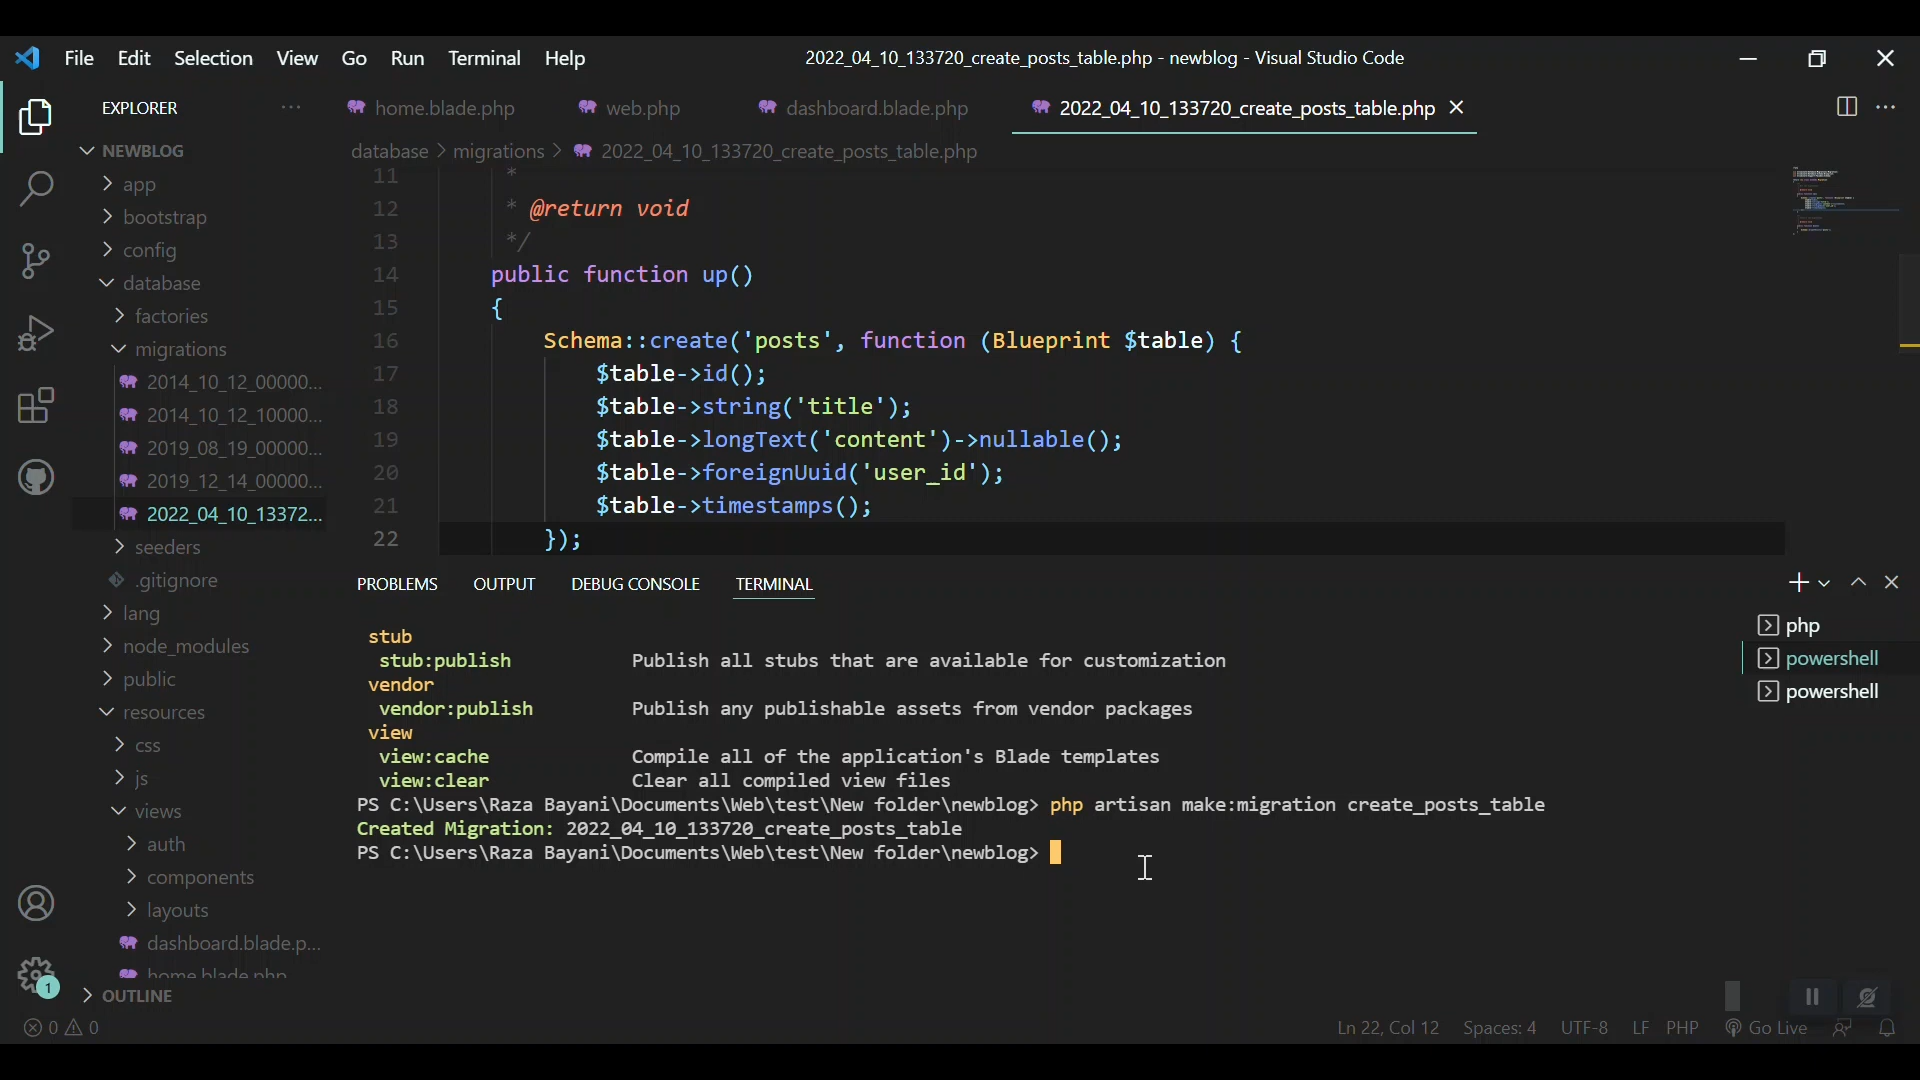 File Edit Selection View Go Run Terminal Help
2022_04_10_133720_create_posts_table.php - newblog - Visual Studio Code
EXPLORER
home.blade.php
web.php
dashboard.blade.php
2022_04_10_133720_create_posts_table.php
NEWBLOG
app
bootstrap
config
database
factories
migrations
2014_10_12_00000...
2014_10_12_10000...
2019_08_19_00000...
2019_12_14_00000...
2022_04_10_13372...
seeders
.gitignore
lang
node_modules
public
resources
css
js
views
auth
components
layouts
dashboard.blade.p...
home.blade.php
OUTLINE
database > migrations > 2022_04_10_133720_create_posts_table.php
11 *
12 * @return void
13 */
14 public function up()
15 {
16 Schema::create('posts', function (Blueprint $table) {
17 $table->id();
18 $table->string('title');
19 $table->longText('content')->nullable();
20 $table->foreignUuid('user_id');
21 $table->timestamps();
22 });
PROBLEMS OUTPUT DEBUG CONSOLE TERMINAL
stub
stub:publish Publish all stubs that are available for customization
vendor
vendor:publish Publish any publishable assets from vendor packages
view
view:cache Compile all of the application's Blade templates
view:clear Clear all compiled view files
PS C:\Users\Raza Bayani\Documents\Web\test\New folder\newblog> php artisan make:migration create_posts_table
Created Migration: 2022_04_10_133720_create_posts_table
PS C:\Users\Raza Bayani\Documents\Web\test\New folder\newblog>
php
powershell
powershell
1
0 0
Ln 22, Col 12 Spaces: 4 UTF-8 LF PHP Go Live